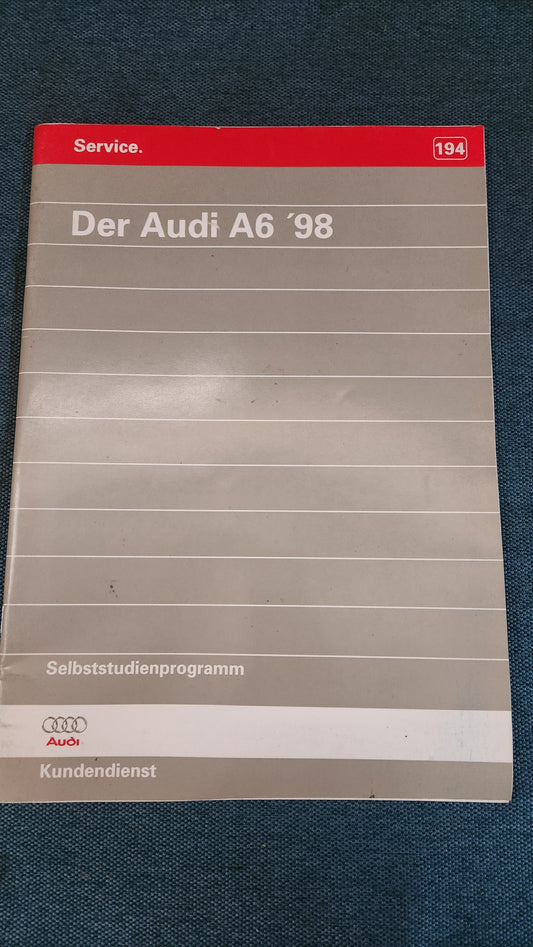 Service.
194
Der Audi A6 ´98
Selbststudienprogramm
Audi
Kundendienst